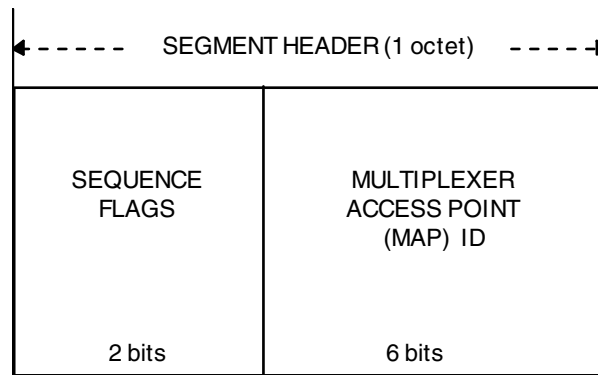 SEGMENT HEADER (1 octet)
SEQUENCE
FLAGS
MULTIPLEXER
ACCESS POINT
(MAP) ID
2 bits
6 bits